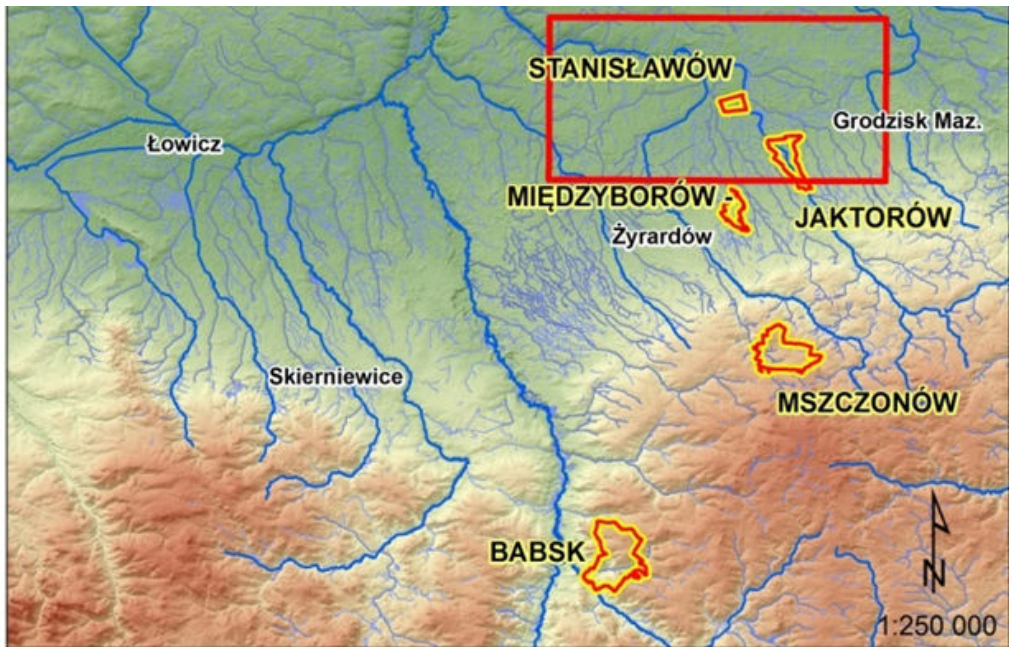 STANISŁAWÓW
Grodzisk Maz.
Łowicz
MIĘDZYBORÓW -
JAKTORÓW
Żyrardów
Skierniewice
MSZCZONÓW
BABSK
N
1:250 000